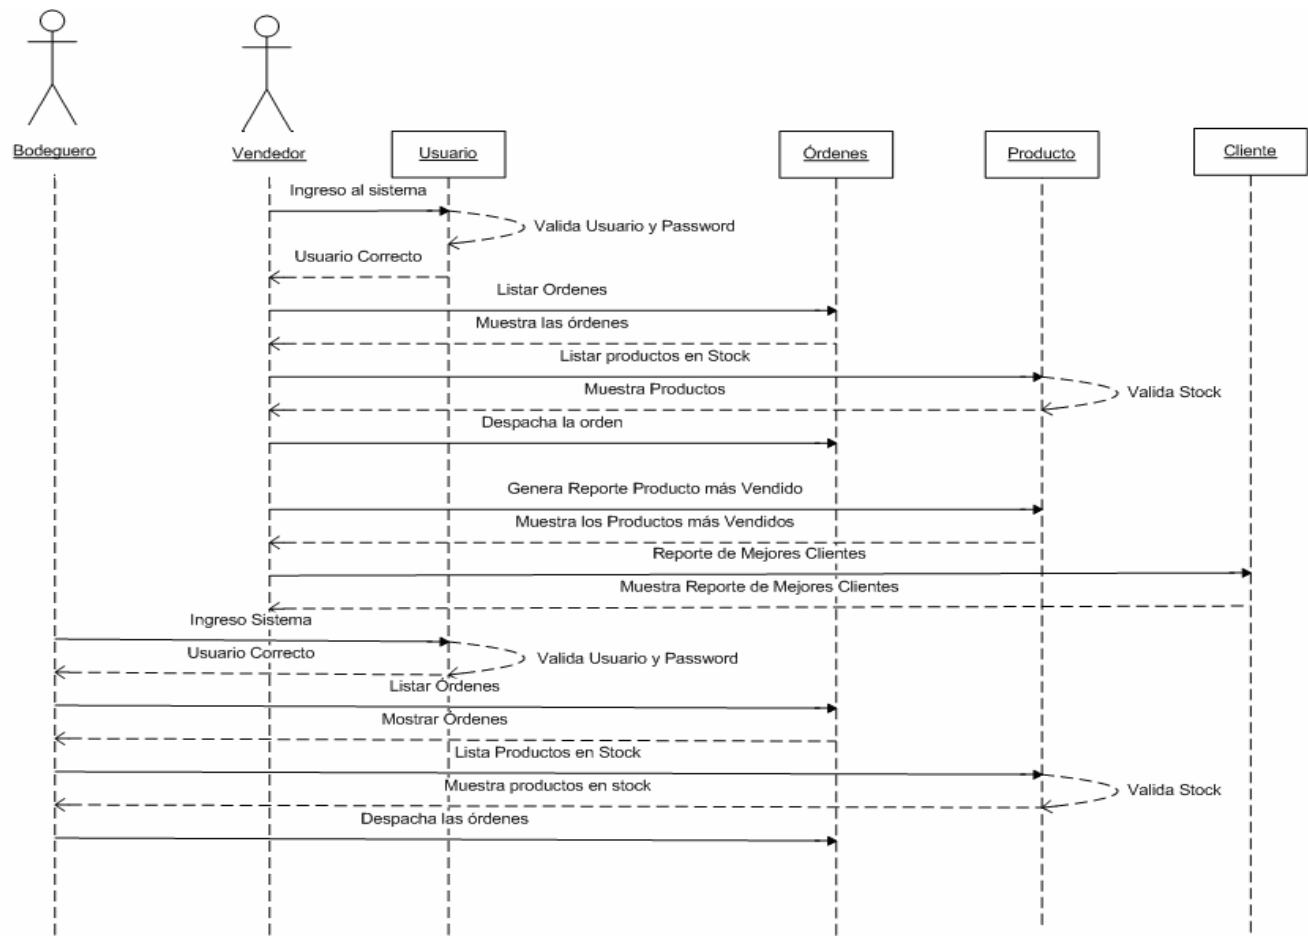 Bodeguero
Vendedor
Usuario
Órdenes
Producto
Cliente
Ingreso al sistema
Valida Usuario y Password
Usuario Correcto
Listar Ordenes
Muestra las órdenes
Listar productos en Stock
Muestra Productos
Valida Stock
Despacha la orden
Genera Reporte Producto más Vendido
Muestra los Productos más Vendidos
Reporte de Mejores Clientes
Muestra Reporte de Mejores Clientes
Ingreso Sistema
Usuario Correcto
Valida Usuario y Password
Listar Órdenes
Mostrar Órdenes
Lista Productos en Stock
Muestra productos en stock
Valida Stock
Despacha las órdenes